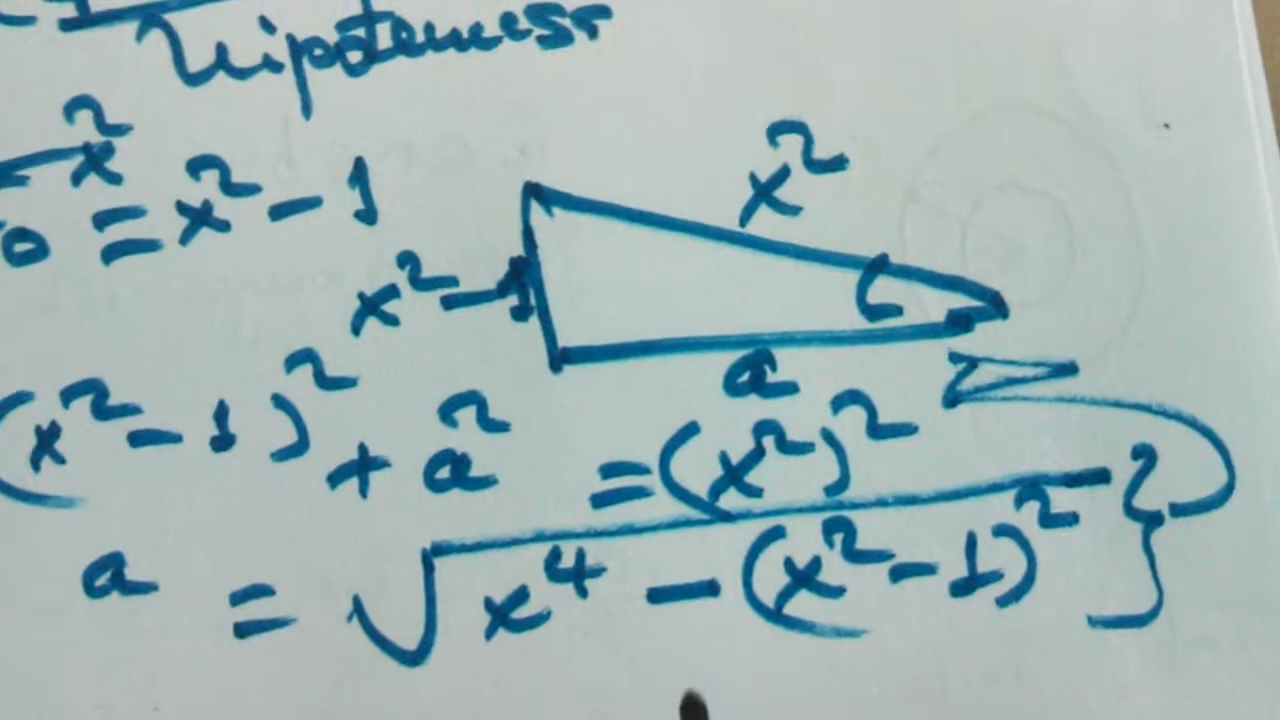 hipotenuss
x²
o = x² - 1
x²
x² - 1
a
(x² - 1)² + a² = (x²)²
a = √x⁴ - (x² - 1)² }